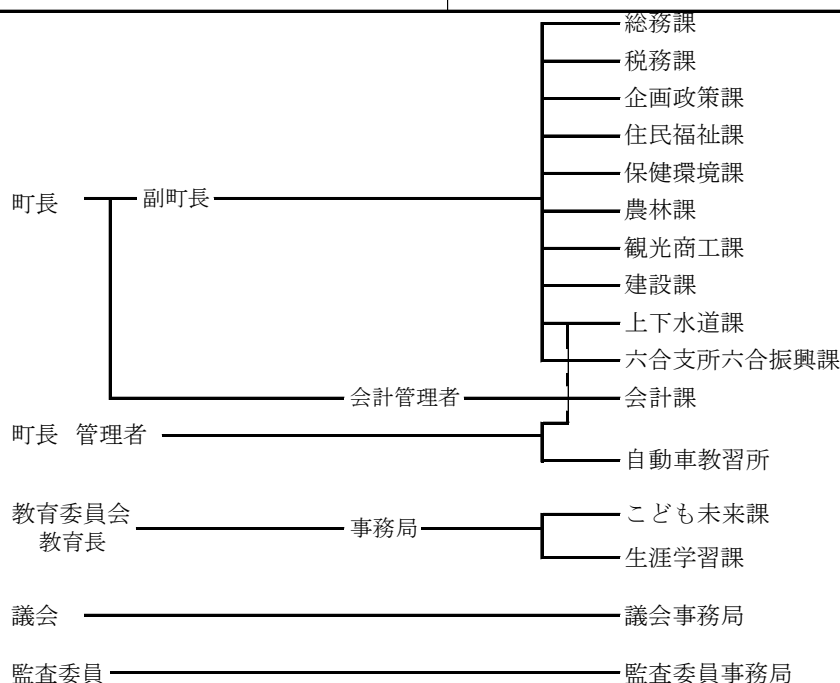 総務課
税務課
企画政策課
住民福祉課
保健環境課
町長 副町長
農林課
観光商工課
建設課
上下水道課
六合支所六合振興課
会計管理者 会計課
町長 管理者
自動車教習所
教育委員会
教育長
事務局
こども未来課
生涯学習課
議会 議会事務局
監査委員 監査委員事務局